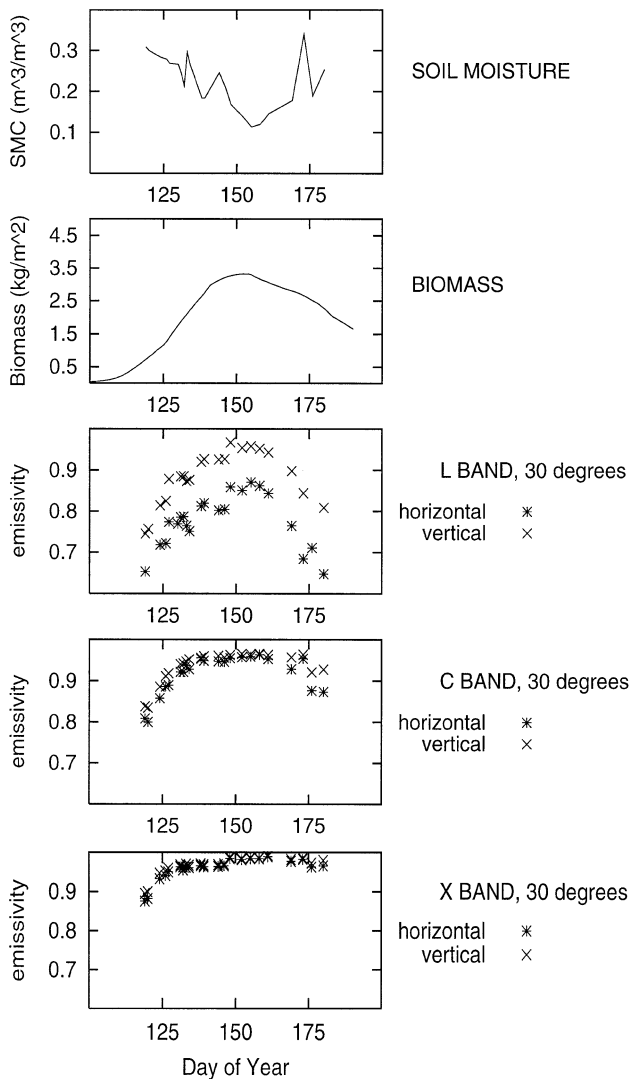 SMC (m^3/m^3)
0.3
0.2
0.1
125 150 175
SOIL MOISTURE
Biomass (kg/m^2)
4.5
3.5
2.5
1.5
0.5
125 150 175
BIOMASS
emissivity
0.9
0.8
0.7
125 150 175
L BAND, 30 degrees
horizontal
vertical
emissivity
0.9
0.8
0.7
125 150 175
C BAND, 30 degrees
horizontal
vertical
emissivity
0.9
0.8
0.7
125 150 175
Day of Year
X BAND, 30 degrees
horizontal
vertical